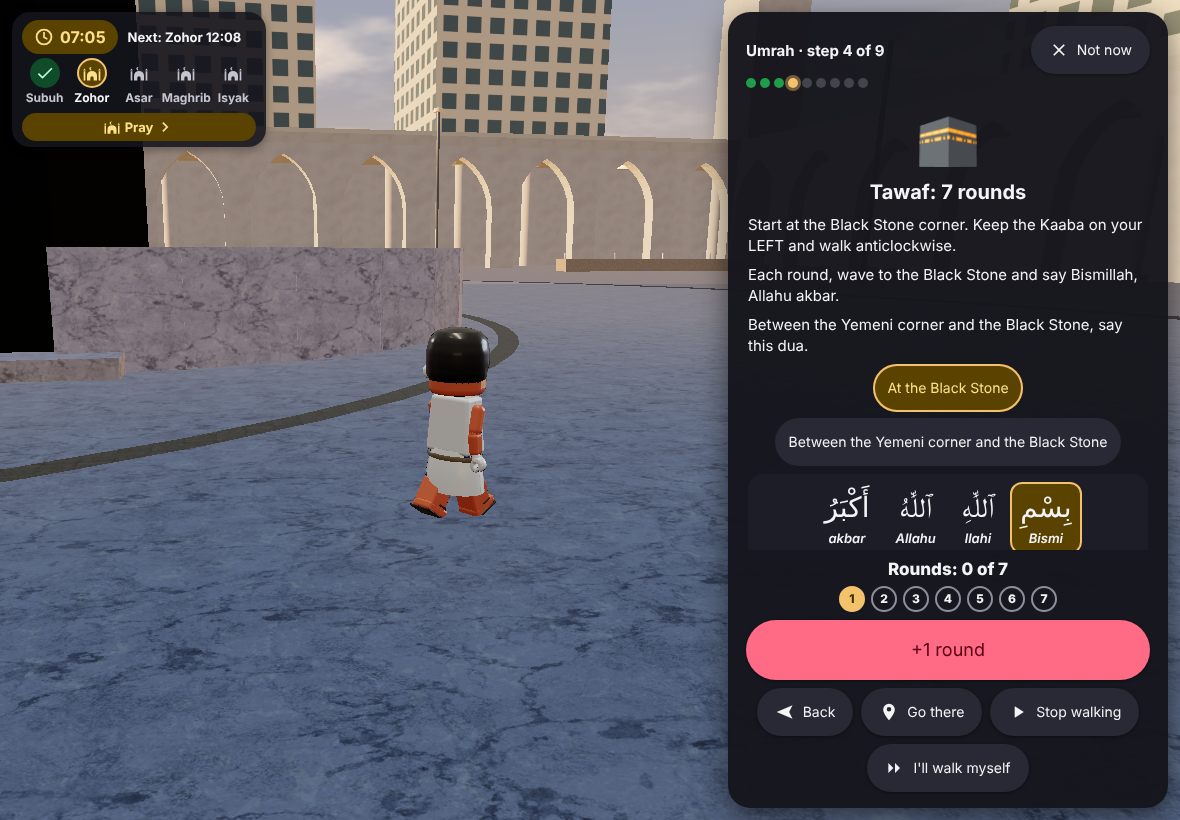 07:05
Next: Zohor 12:08
Subuh
Zohor
Asar
Maghrib
Isyak
Pray
Umrah · step 4 of 9
Not now
Tawaf: 7 rounds
Start at the Black Stone corner. Keep the Kaaba on your
LEFT and walk anticlockwise.
Each round, wave to the Black Stone and say Bismillah,
Allahu akbar.
Between the Yemeni corner and the Black Stone, say
this dua.
At the Black Stone
Between the Yemeni corner and the Black Stone
بِسْمِ ٱللَّهِ ٱللَّهُ أَكْبَرُ
akbar Allahu llahi Bismi
Rounds: 0 of 7
1 2 3 4 5 6 7
+1 round
Back
Go there
Stop walking
I'll walk myself